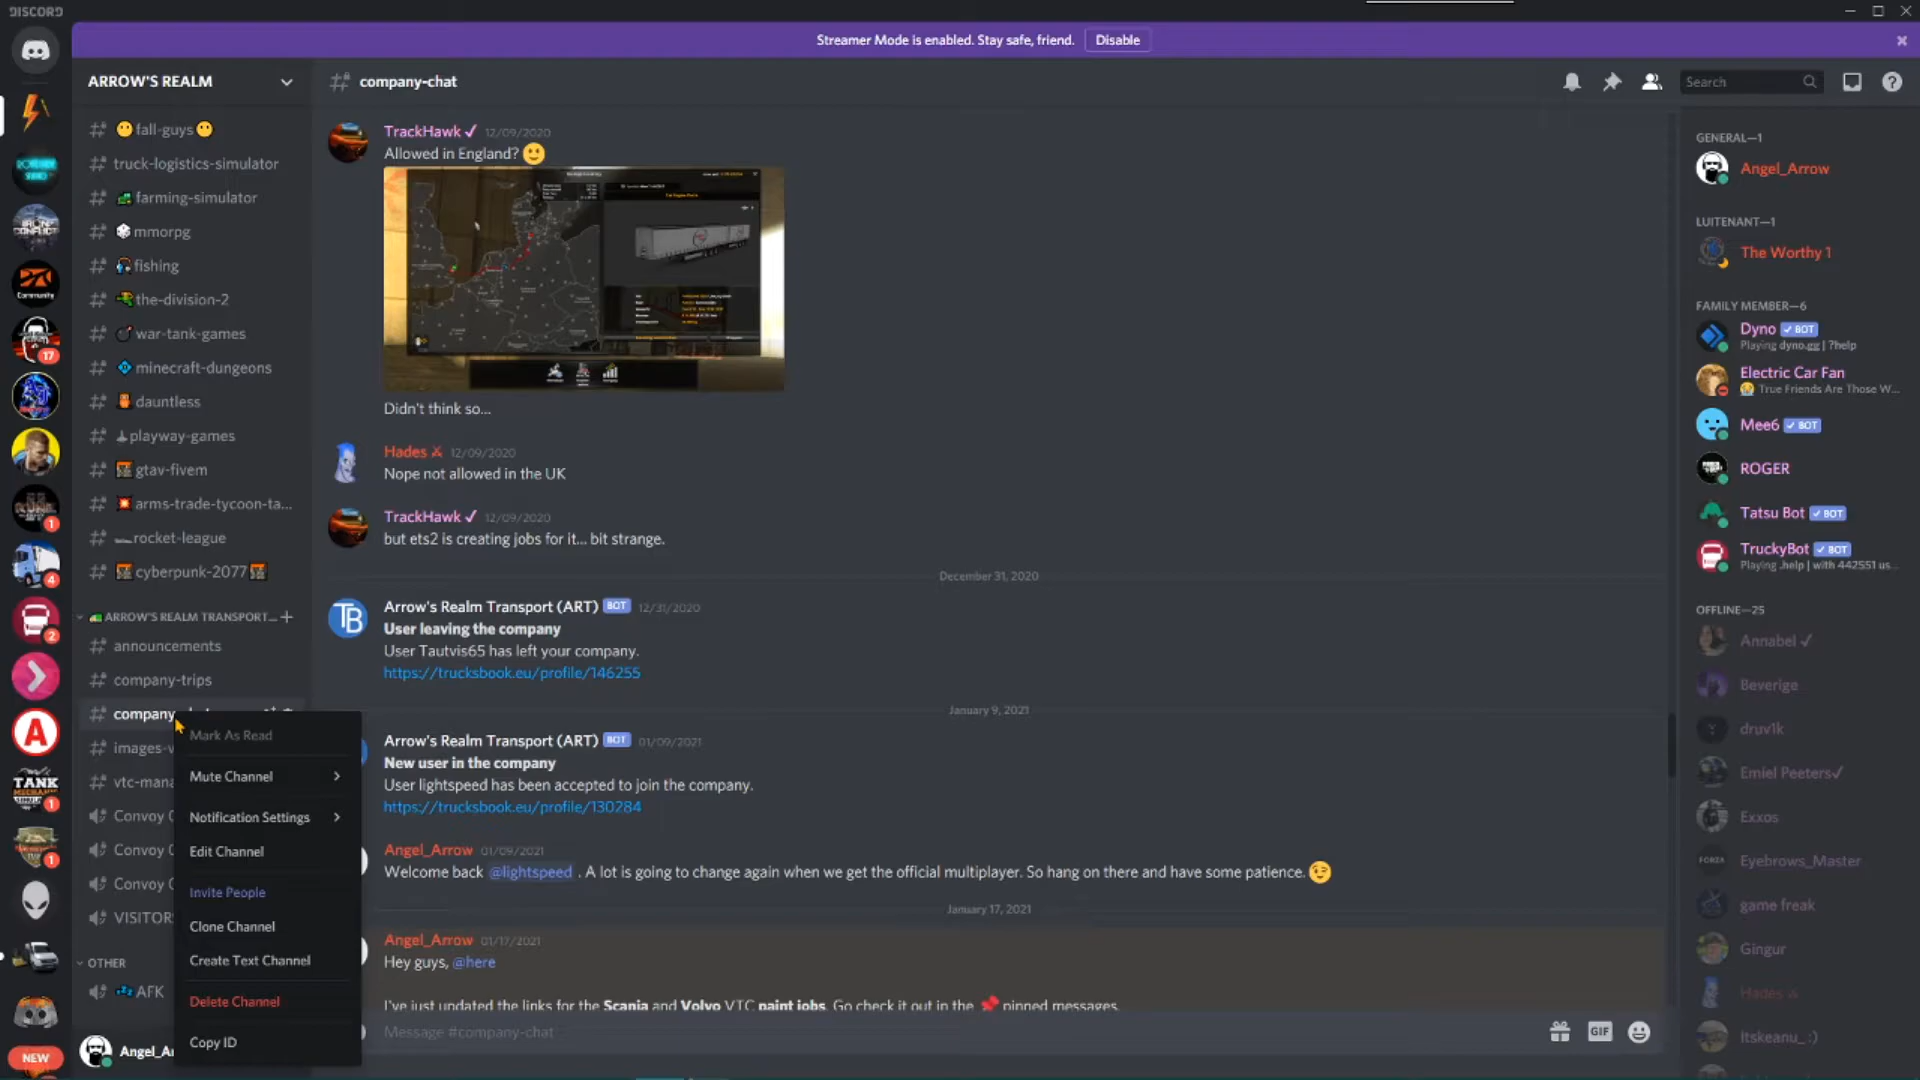 DISCORD
Streamer Mode is enabled. Stay safe, friend.
Disable
ARROW'S REALM
company-chat
Search
fall-guys
truck-logistics-simulator
farming-simulator
mmorpg
fishing
the-division-2
war-tank-games
minecraft-dungeons
dauntless
playway-games
gtav-fivem
arms-trade-tycoon-ta...
rocket-league
cyberpunk-2077
ARROW'S REALM TRANSPORT...
announcements
company-trips
company
images-v
vtc-mana
Convoy
Convoy
Convoy
VISITOR
OTHER
AFK
Angel_A
NEW
Community
17
1
4
2
A
TANK
1
1
Mark As Read
Mute Channel
Notification Settings
Edit Channel
Invite People
Clone Channel
Create Text Channel
Delete Channel
Copy ID
TrackHawk ✓ 12/09/2020
Allowed in England? 🙂
Didn't think so...
Hades ⚔ 12/09/2020
Nope not allowed in the UK
TrackHawk ✓ 12/09/2020
but ets2 is creating jobs for it... bit strange.
December 31, 2020
TB
Arrow's Realm Transport (ART) BOT 12/31/2020
User leaving the company
User Tautvis65 has left your company.
https://trucksbook.eu/profile/146255
January 9, 2021
Arrow's Realm Transport (ART) BOT 01/09/2021
New user in the company
User lightspeed has been accepted to join the company.
https://trucksbook.eu/profile/130284
Angel_Arrow 01/09/2021
Welcome back @lightspeed . A lot is going to change again when we get the official multiplayer. So hang on there and have some patience. 😉
January 17, 2021
Angel_Arrow 01/17/2021
Hey guys, @here
I've just updated the links for the Scania and Volvo VTC paint jobs. Go check it out in the 📌 pinned messages.
Message #company-chat
GIF
GENERAL—1
Angel_Arrow
LUITENANT—1
The Worthy 1
FAMILY MEMBER—6
Dyno ✓ BOT
Playing dyno.gg | ?help
Electric Car Fan
True Friends Are Those W...
Mee6 ✓ BOT
ROGER
Tatsu Bot ✓ BOT
TruckyBot ✓ BOT
Playing .help | with 442551 us...
OFFLINE—25
Annabel ✓
Beverige
druv1k
Emiel Peeters✓
Exxos
FORZA
Eyebrows_Master
game freak
Gingur
Hades ⚔
Itskeanu_ :)